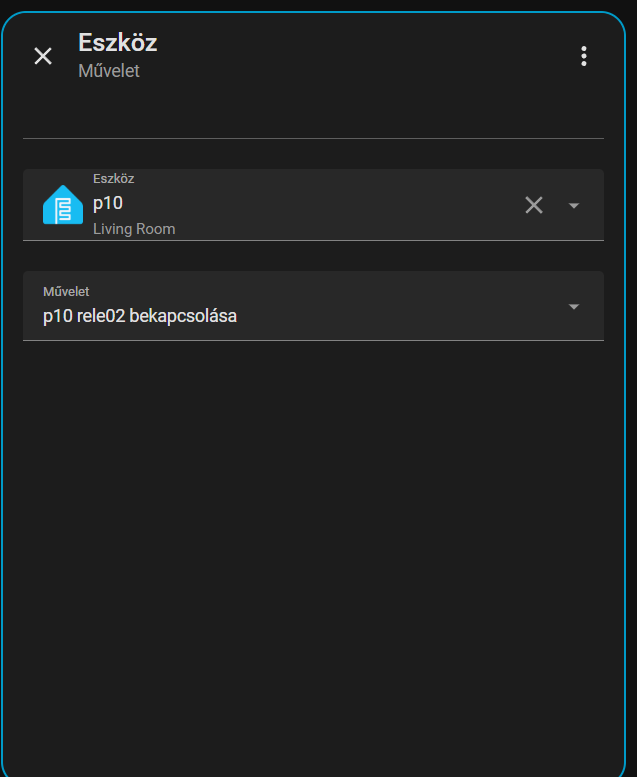 Eszköz
Művelet
Eszköz
p10
Living Room
Művelet
p10 rele02 bekapcsolása